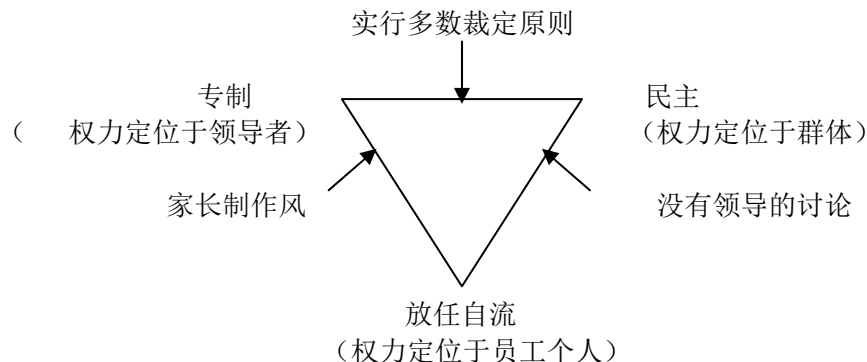 实行多数裁定原则
专制 民主
（ 权力定位于领导者） （权力定位于群体）
家长制作风 没有领导的讨论
放任自流
（权力定位于员工个人）